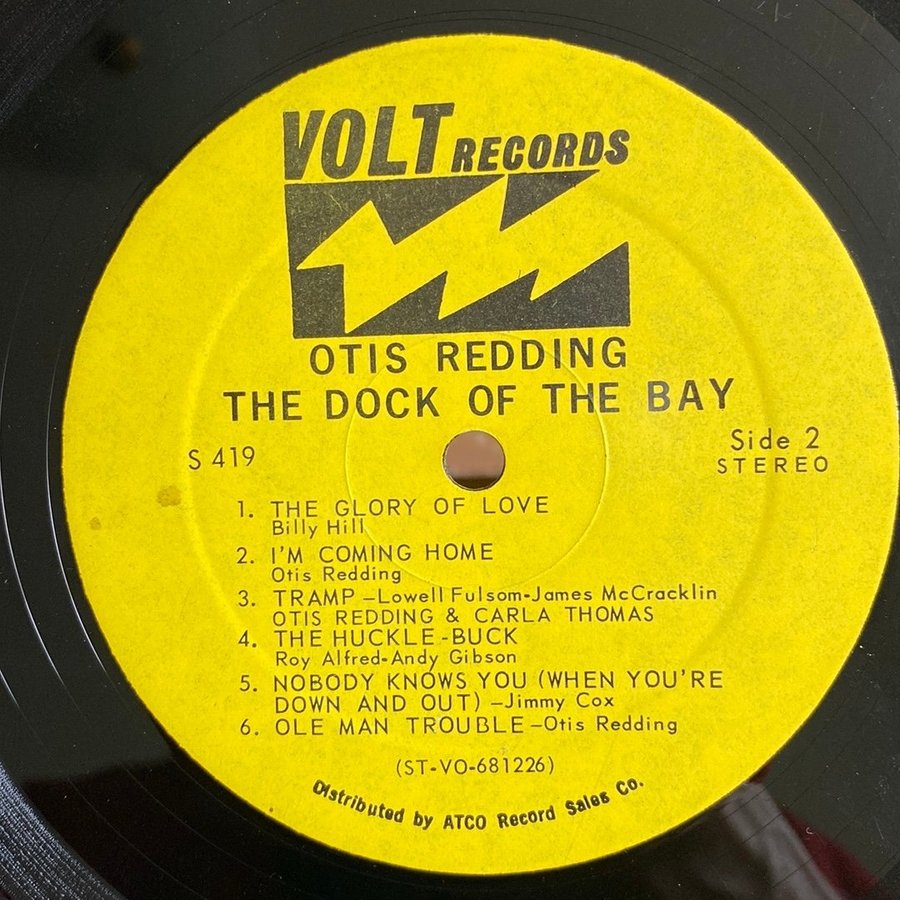 VOLT RECORDS
OTIS REDDING
THE DOCK OF THE BAY
S 419
Side 2
STEREO
1. THE GLORY OF LOVE
Billy Hill
2. I'M COMING HOME
Otis Redding
3. TRAMP—Lowell Fulsom-James McCracklin
OTIS REDDING & CARLA THOMAS
4. THE HUCKLE-BUCK
Roy Alfred-Andy Gibson
5. NOBODY KNOWS YOU (WHEN YOU'RE
DOWN AND OUT)—Jimmy Cox
6. OLE MAN TROUBLE—Otis Redding
(ST-VO-681226)
Distributed by ATCO Record Sales Co.